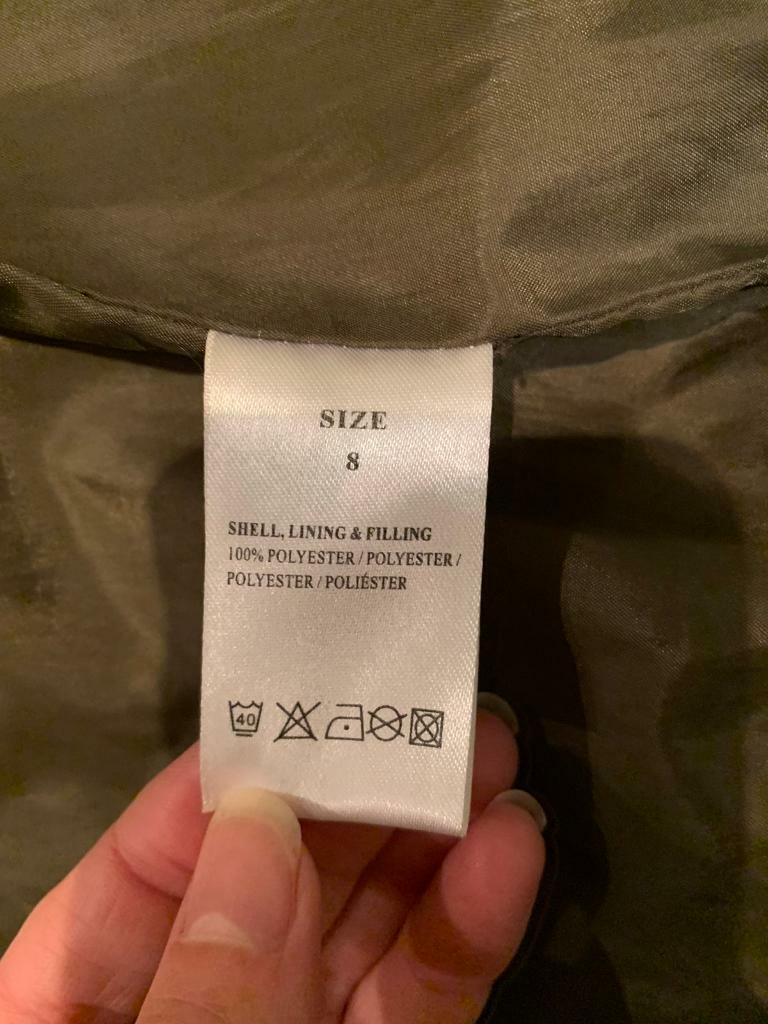 SIZE
8
SHELL, LINING & FILLING
100% POLYESTER / POLYESTER /
POLYESTER / POLIÉSTER
40